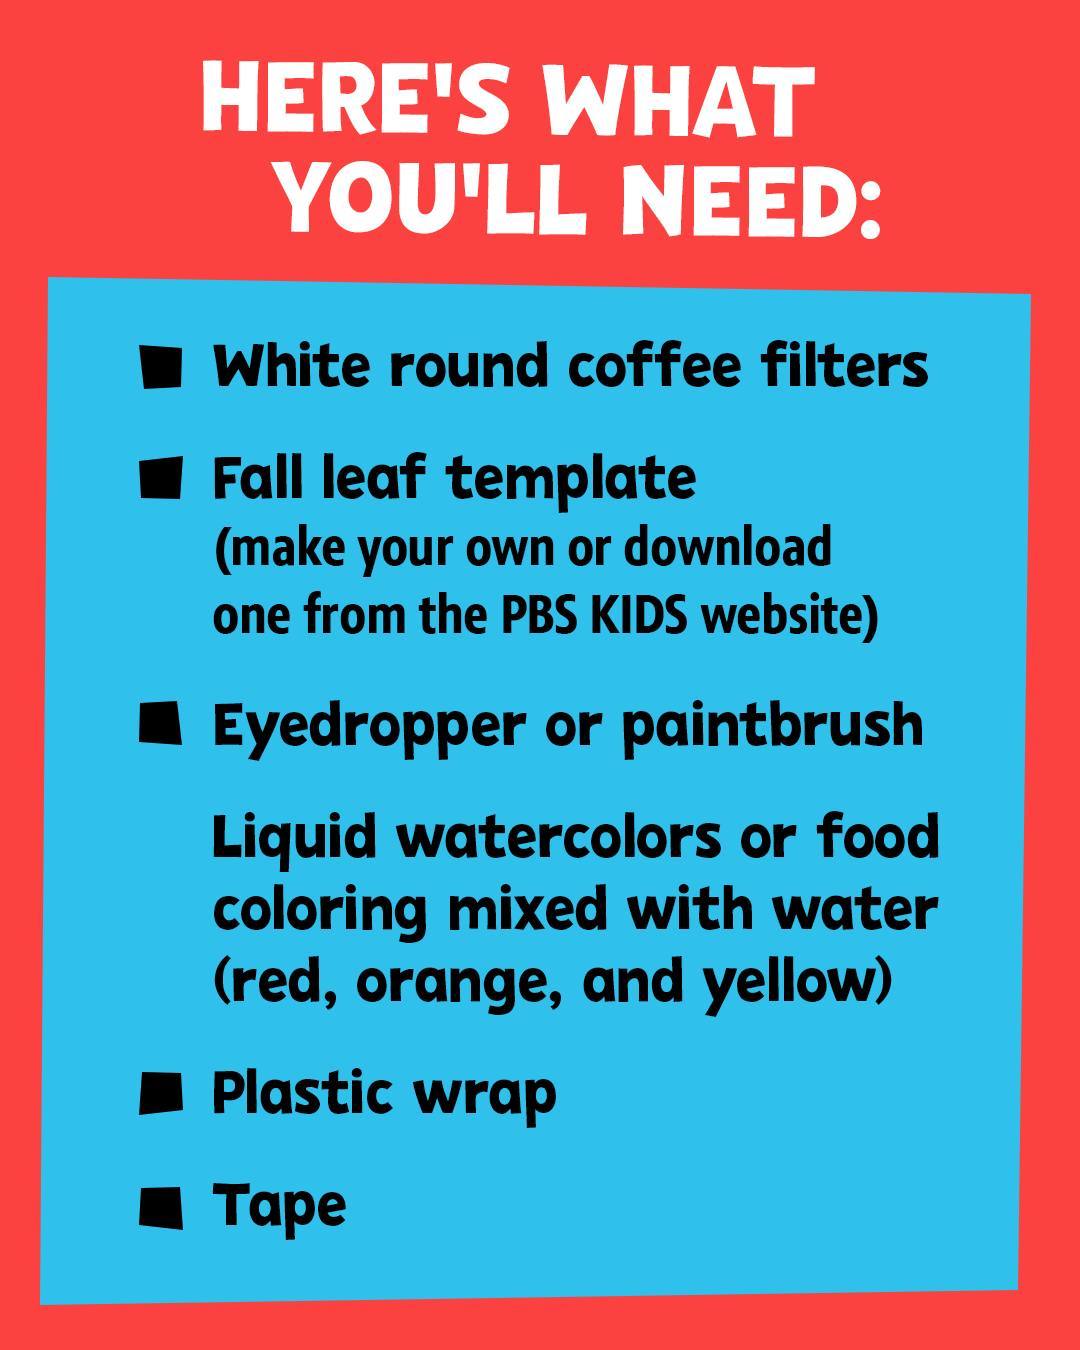 HERE'S WHAT
YOU'LL NEED:
White round coffee filters
Fall leaf template
(make your own or download
one from the PBS KIDS website)
Eyedropper or paintbrush
Liquid watercolors or food
coloring mixed with water
(red, orange, and yellow)
Plastic wrap
Tape